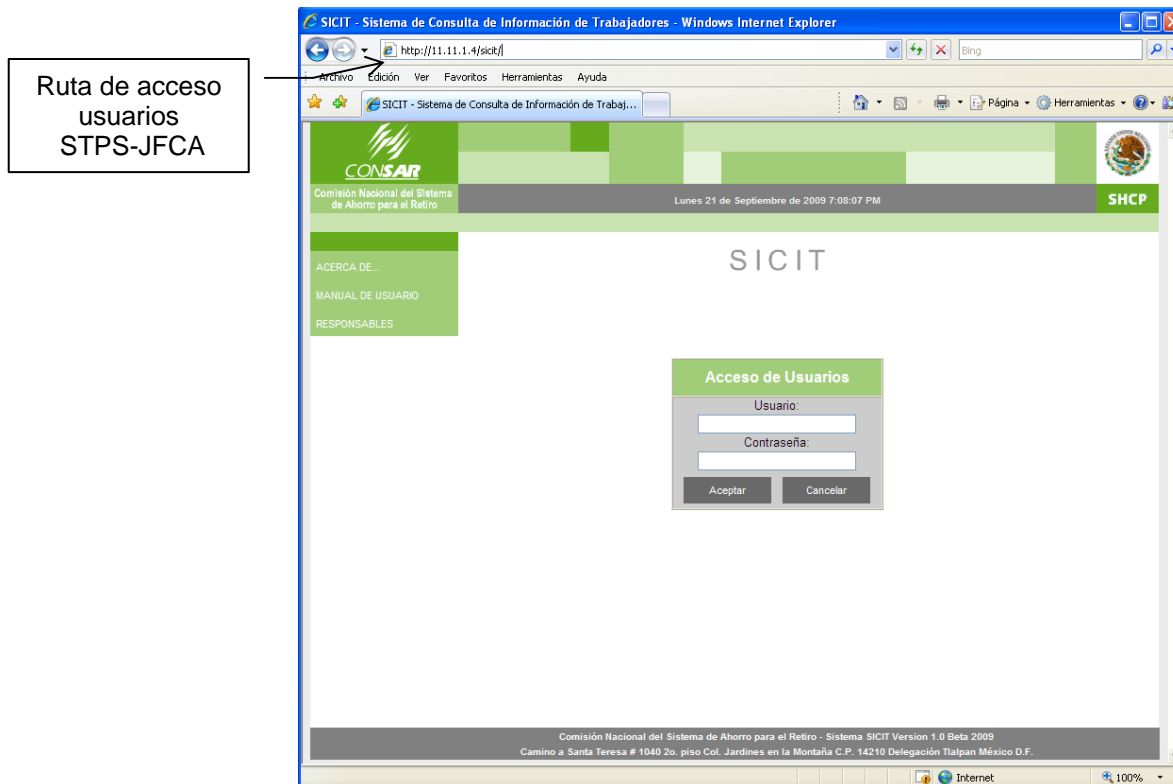 SICIT - Sistema de Consulta de Información de Trabajadores - Windows Internet Explorer
http://11.11.1.4/sicit/
Bing
Ruta de acceso
usuarios
STPS-JFCA
Archivo Edición Ver Favoritos Herramientas Ayuda
SICIT - Sistema de Consulta de Información de Trabaj...
Página Herramientas
CONSAR
Comisión Nacional del Sistema
de Ahorro para el Retiro
Lunes 21 de Septiembre de 2009 7:08:07 PM
SHCP
SICIT
ACERCA DE...
MANUAL DE USUARIO
RESPONSABLES
Acceso de Usuarios
Usuario:
Contraseña:
Aceptar Cancelar
Comisión Nacional del Sistema de Ahorro para el Retiro - Sistema SICIT Version 1.0 Beta 2009
Camino a Santa Teresa # 1040 2o. piso Col. Jardines en la Montaña C.P. 14210 Delegación Tlalpan México D.F.
Internet 100%